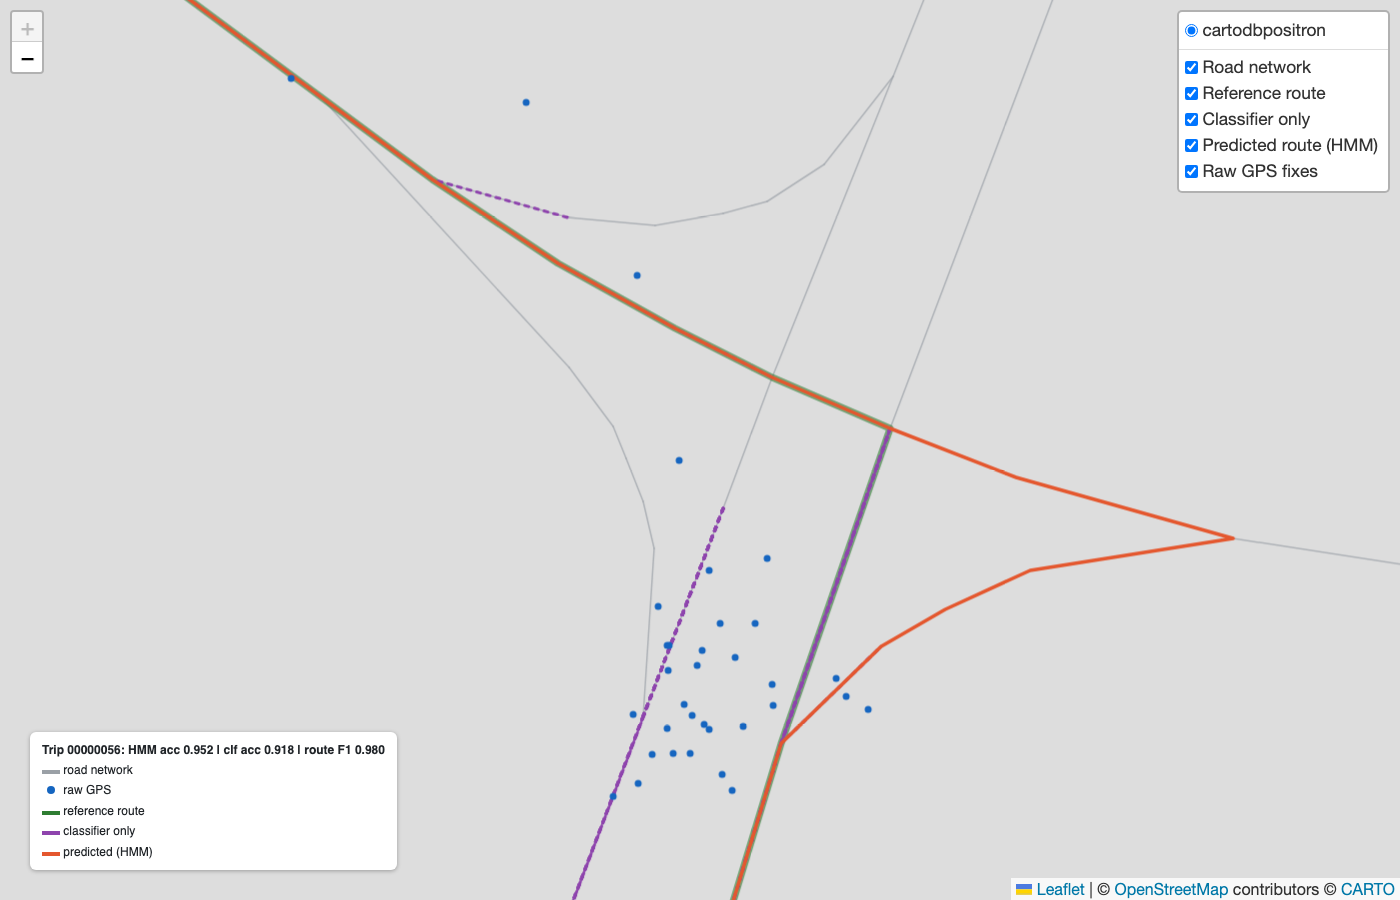 +
−
cartodbpositron
Road network
Reference route
Classifier only
Predicted route (HMM)
Raw GPS fixes
Trip 00000056: HMM acc 0.952 | clf acc 0.918 | route F1 0.980
road network
raw GPS
reference route
classifier only
predicted (HMM)
Leaflet | © OpenStreetMap contributors © CARTO